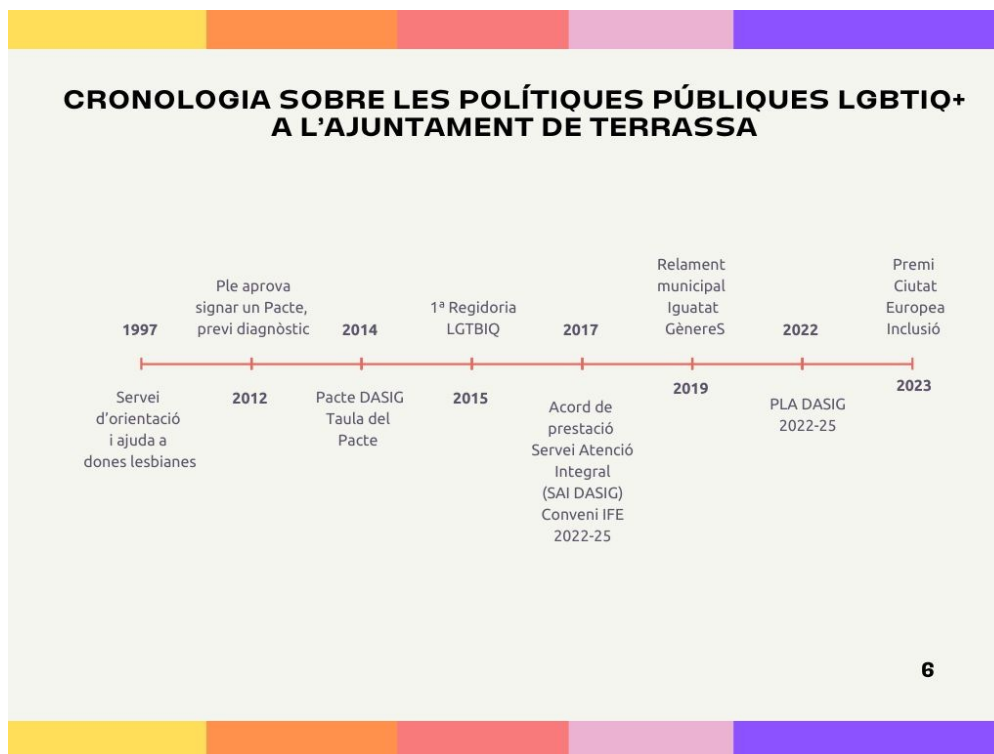 CRONOLOGIA SOBRE LES POLÍTIQUES PÚBLIQUES LGBTIQ+
A L'AJUNTAMENT DE TERRASSA
1997
Servei
d'orientació
i ajuda a
dones lesbianes
Ple aprova
signar un Pacte,
previ diagnòstic
2012
2014
Pacte DASIG
Taula del
Pacte
1ª Regidoria
LGTBIQ
2015
2017
Acord de
prestació
Servei Atenció
Integral
(SAI DASIG)
Conveni IFE
2022-25
Relament
municipal
Iguatat
GènereS
2019
2022
PLA DASIG
2022-25
Premi
Ciutat
Europea
Inclusió
2023
6